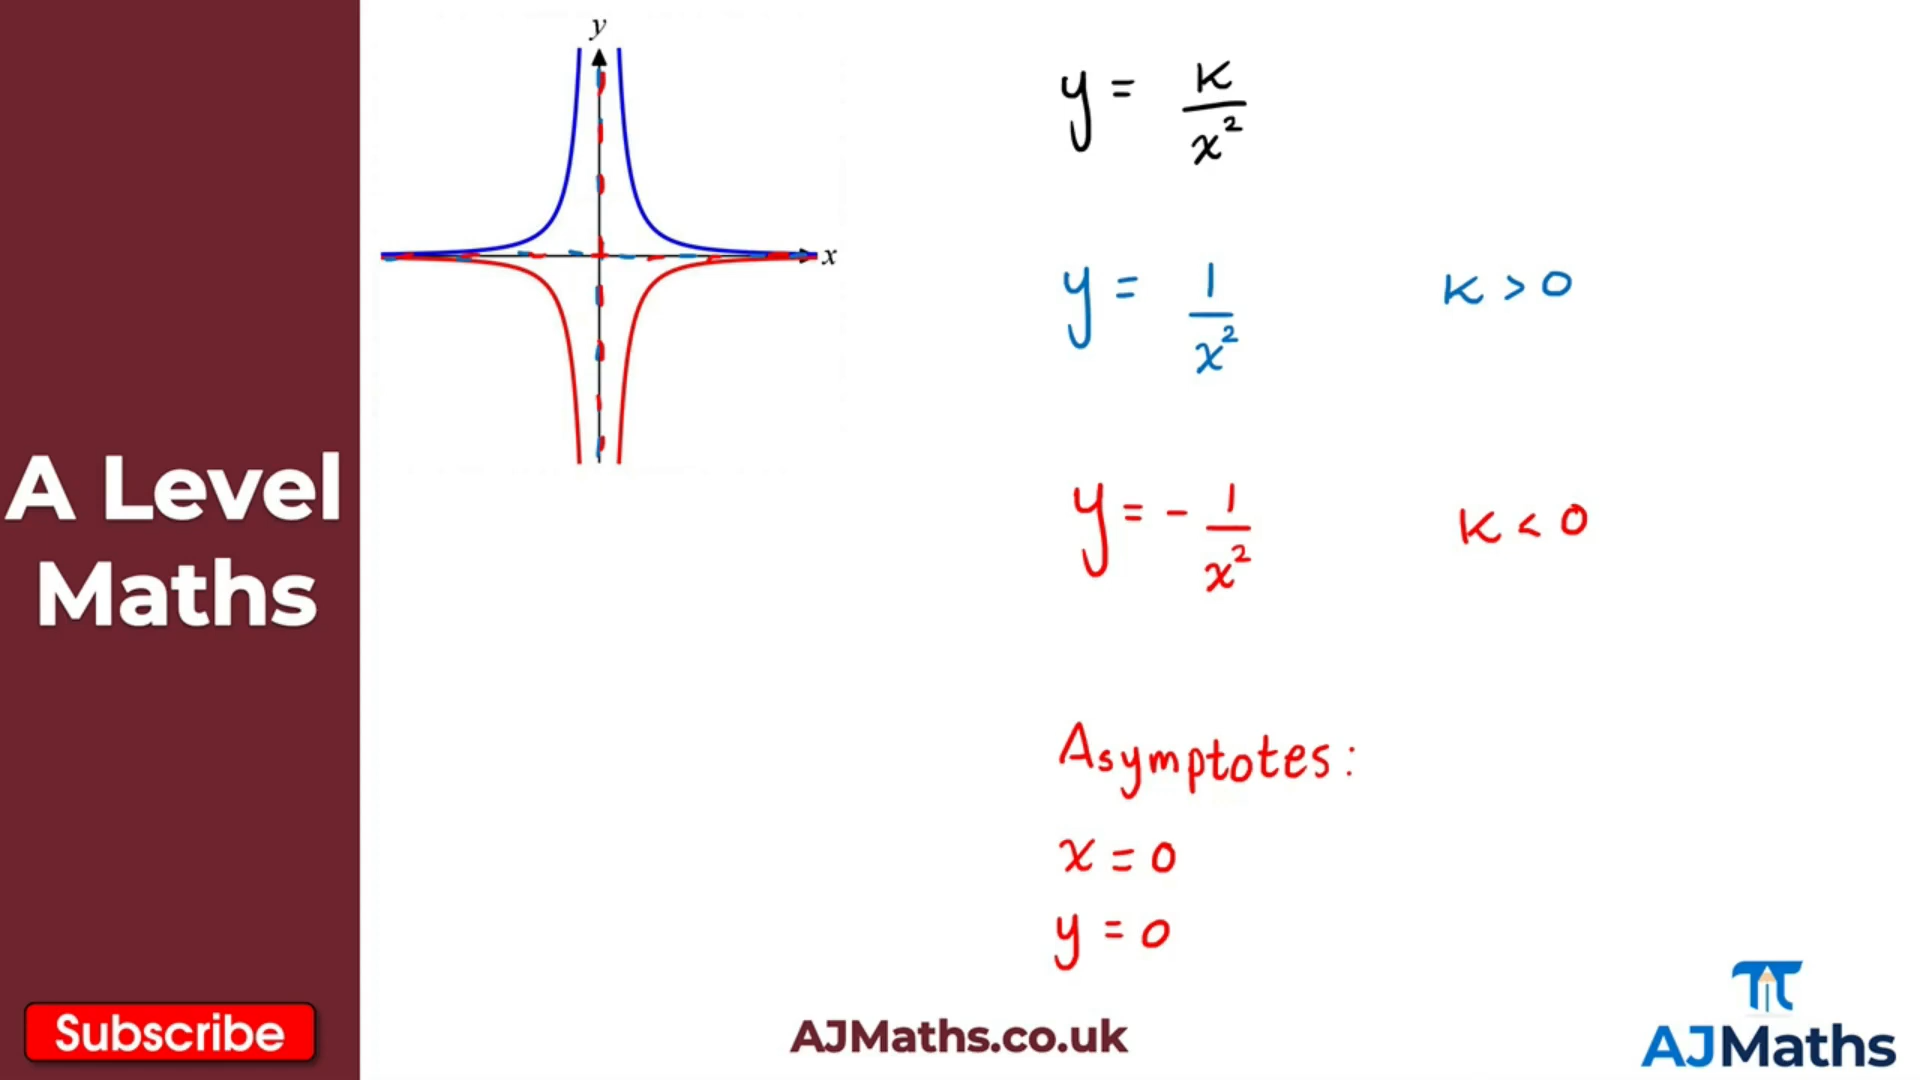 A Level
Maths
Subscribe
y
x
y = K/x²
y = 1/x² K > 0
y = - 1/x² K < 0
Asymptotes:
x = 0
y = 0
AJMaths.co.uk
AJMaths